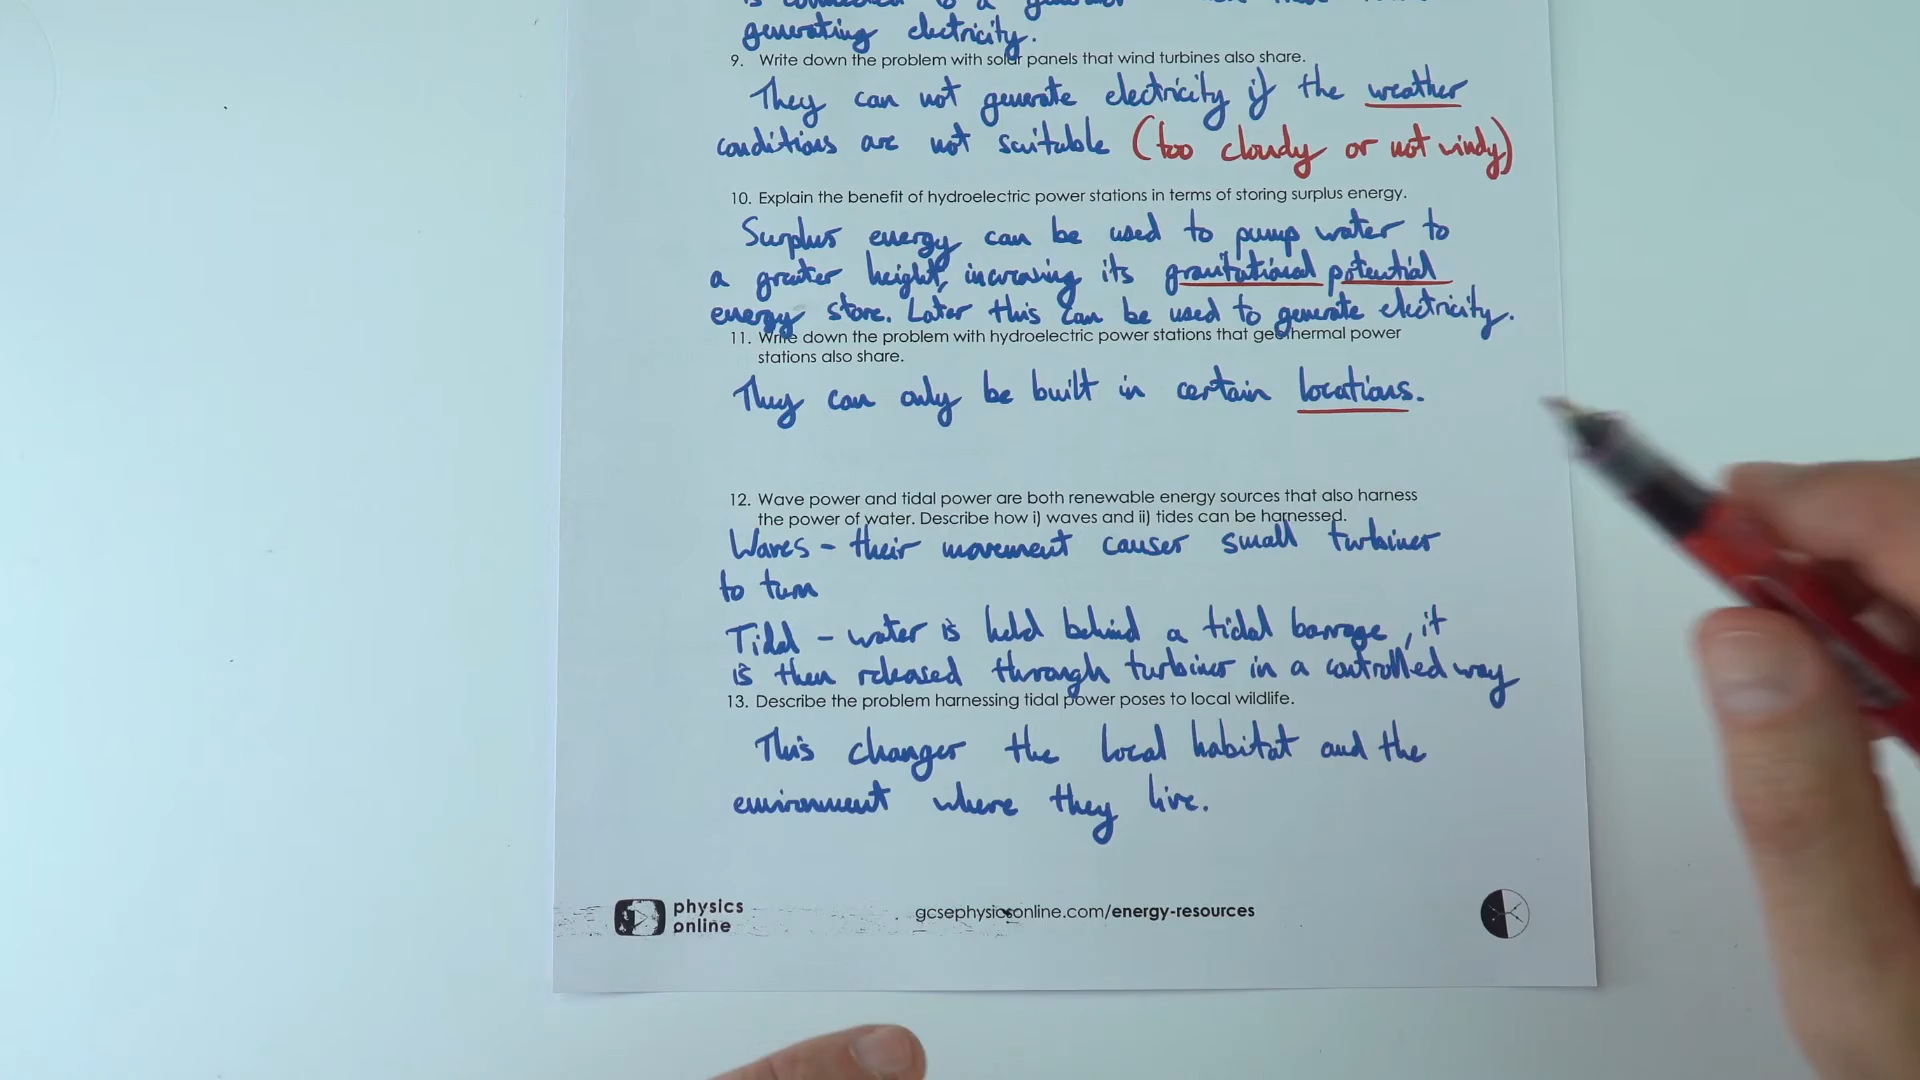 generating electricity.
9. Write down the problem with solar panels that wind turbines also share.
They can not generate electricity if the weather
conditions are not suitable (too cloudy or not windy)
10. Explain the benefit of hydroelectric power stations in terms of storing surplus energy.
Surplus energy can be used to pump water to
a greater height, increasing its gravitational potential
energy store. Later this can be used to generate electricity.
11. Write down the problem with hydroelectric power stations that geothermal power
stations also share.
They can only be built in certain locations.
12. Wave power and tidal power are both renewable energy sources that also harness
the power of water. Describe how i) waves and ii) tides can be harnessed.
Waves - their movement causes small turbines
to turn
Tidal - water is held behind a tidal barrage, it
is then released through turbines in a controlled way
13. Describe the problem harnessing tidal power poses to local wildlife.
This changes the local habitat and the
environment where they live.
physics
online
gcsephysicsonline.com/energy-resources